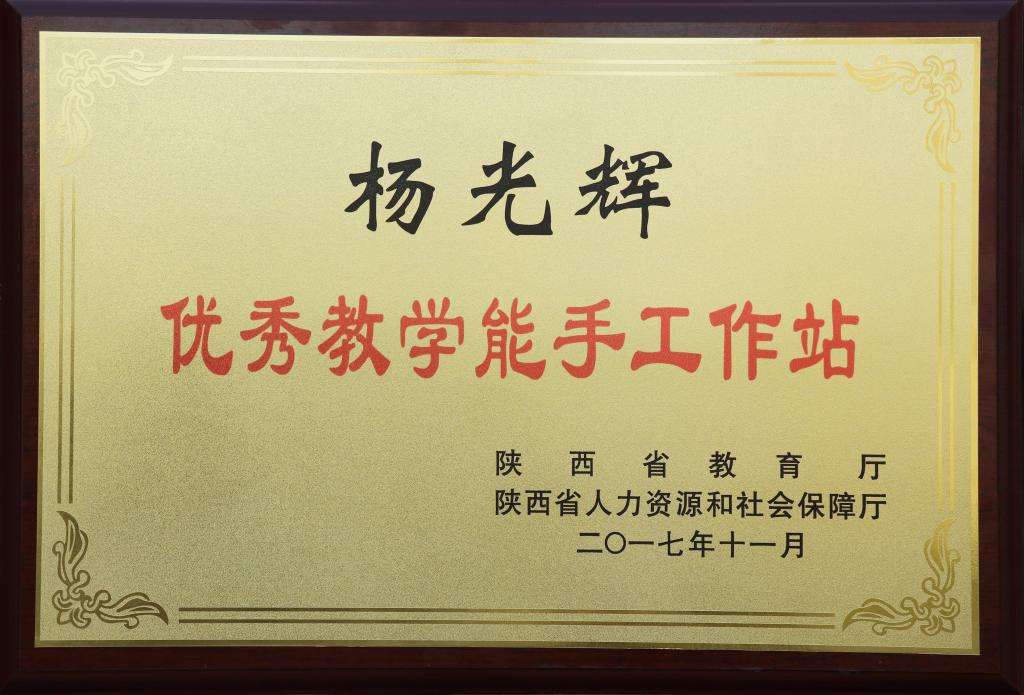 杨光辉
优秀教学能手工作站
陕西省教育厅
陕西省人力资源和社会保障厅
二〇一七年十一月